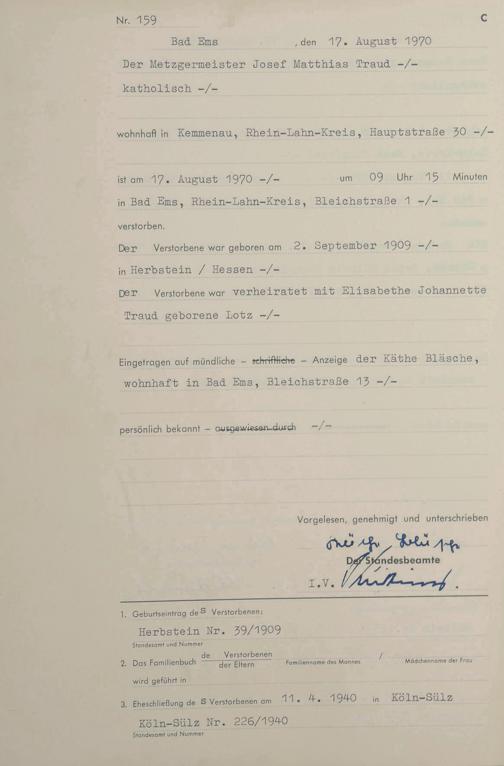 Nr. 159
C
Bad Ems , den 17. August 1970
Der Metzgermeister Josef Matthias Traud -/-
katholisch -/-
wohnhaft in Kemmenau, Rhein-Lahn-Kreis, Hauptstraße 30 -/-
ist am 17. August 1970 -/- um 09 Uhr 15 Minuten
in Bad Ems, Rhein-Lahn-Kreis, Bleichstraße 1 -/-
verstorben.
Der Verstorbene war geboren am 2. September 1909 -/-
in Herbstein / Hessen -/-
Der Verstorbene war verheiratet mit Elisabethe Johannette
Traud geborene Lotz -/-
Eingetragen auf mündliche - schriftliche - Anzeige der Käthe Bläsche,
wohnhaft in Bad Ems, Bleichstraße 13 -/-
persönlich bekannt - ausgewiesen durch -/-
Vorgelesen, genehmigt und unterschrieben
Der Standesbeamte
I.V.
1. Geburtseintrag des Verstorbenen:
Herbstein Nr. 39/1909
Standesamt und Nummer
2. Das Familienbuch de Verstorbenen / der Eltern Familienname des Mannes / Mädchenname der Frau
wird geführt in
3. Eheschließung des Verstorbenen am 11. 4. 1940 in Köln-Sülz
Köln-Sülz Nr. 226/1940
Standesamt und Nummer